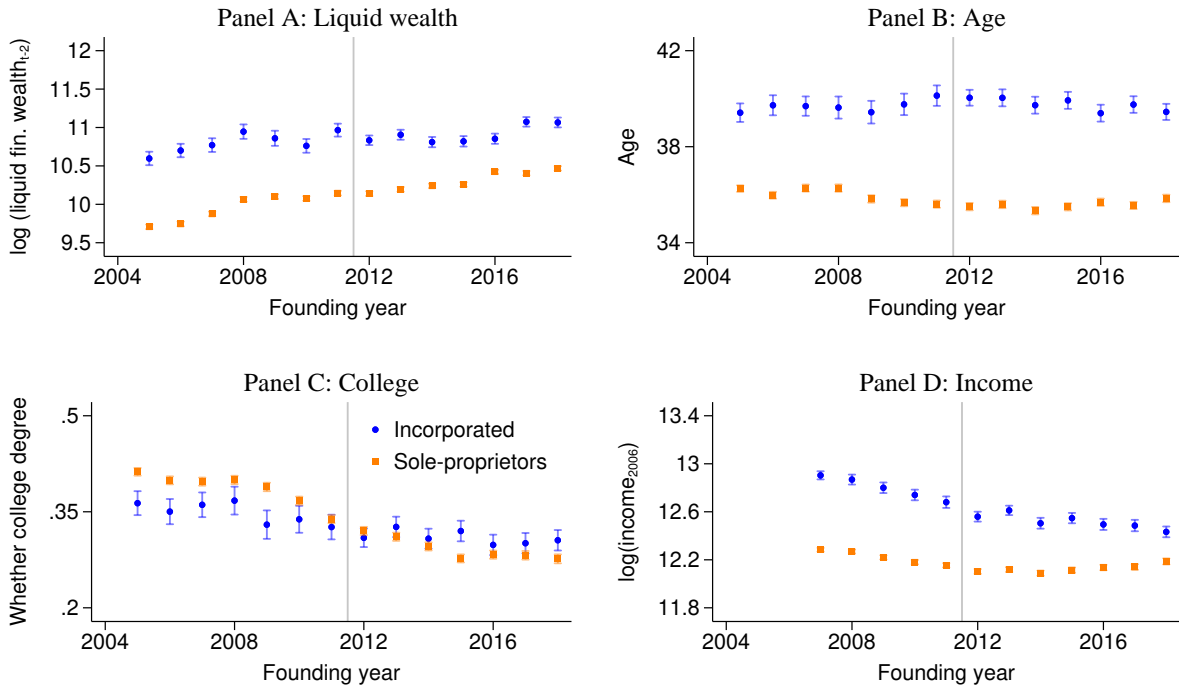 Panel A: Liquid wealth
log (liquid fin. wealth_t-2)
12
11.5
11
10.5
10
9.5
2004 2008 2012 2016
Founding year
Panel B: Age
Age
42
38
34
2004 2008 2012 2016
Founding year
Panel C: College
Whether college degree
.5
.35
.2
Incorporated
Sole-proprietors
2004 2008 2012 2016
Founding year
Panel D: Income
log(income_2006)
13.4
13
12.6
12.2
11.8
2004 2008 2012 2016
Founding year